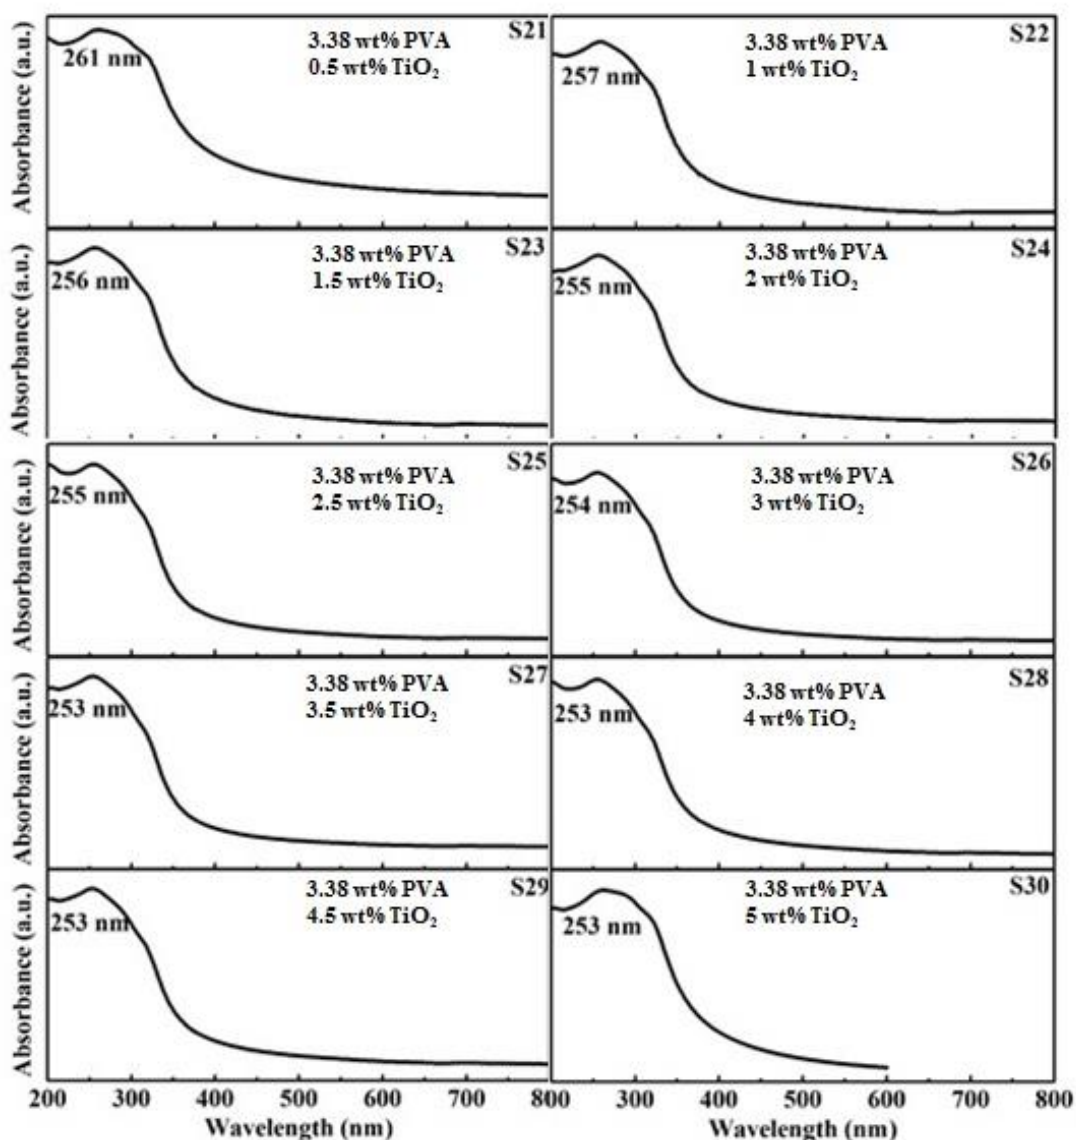 Absorbance (a.u.)
S21
3.38 wt% PVA
0.5 wt% TiO₂
261 nm
S22
3.38 wt% PVA
1 wt% TiO₂
257 nm
Absorbance (a.u.)
S23
3.38 wt% PVA
1.5 wt% TiO₂
256 nm
S24
3.38 wt% PVA
2 wt% TiO₂
255 nm
Absorbance (a.u.)
S25
3.38 wt% PVA
2.5 wt% TiO₂
255 nm
S26
3.38 wt% PVA
3 wt% TiO₂
254 nm
Absorbance (a.u.)
S27
3.38 wt% PVA
3.5 wt% TiO₂
253 nm
S28
3.38 wt% PVA
4 wt% TiO₂
253 nm
Absorbance (a.u.)
S29
3.38 wt% PVA
4.5 wt% TiO₂
253 nm
S30
3.38 wt% PVA
5 wt% TiO₂
253 nm
200 300 400 500 600 700 800 300 400 500 600 700 800
Wavelength (nm) Wavelength (nm)